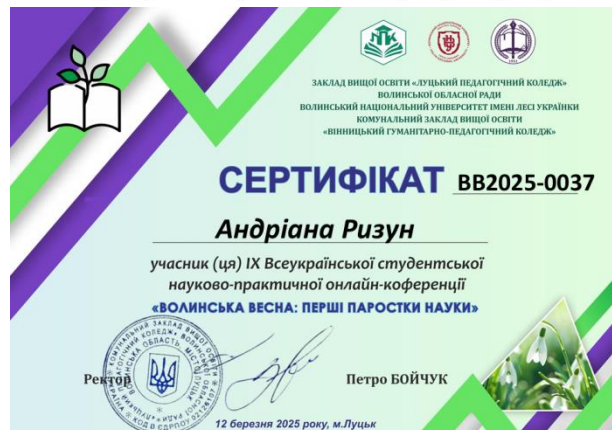 ЗАКЛАД ВИЩОЇ ОСВІТИ «ЛУЦЬКИЙ ПЕДАГОГІЧНИЙ КОЛЕДЖ»
ВОЛИНСЬКОЇ ОБЛАСНОЇ РАДИ
ВОЛИНСЬКИЙ НАЦІОНАЛЬНИЙ УНІВЕРСИТЕТ ІМЕНІ ЛЕСІ УКРАЇНКИ
КОМУНАЛЬНИЙ ЗАКЛАД ВИЩОЇ ОСВІТИ
«ВІННИЦЬКИЙ ГУМАНІТАРНО-ПЕДАГОГІЧНИЙ КОЛЕДЖ»
СЕРТИФІКАТ ВВ2025-0037
Андріана Ризун
учасник (ця) ІХ Всеукраїнської студентської
науково-практичної онлайн-коференції
«ВОЛИНСЬКА ВЕСНА: ПЕРШІ ПАРОСТКИ НАУКИ»
Ректор Петро БОЙЧУК
12 березня 2025 року, м.Луцьк